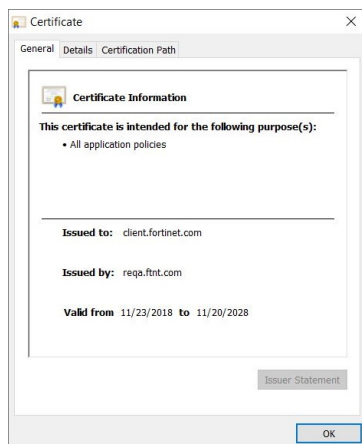 Certificate
General Details Certification Path
Certificate Information
This certificate is intended for the following purpose(s):
• All application policies
Issued to: client.fortinet.com
Issued by: reqa.ftnt.com
Valid from 11/23/2018 to 11/20/2028
Issuer Statement
OK